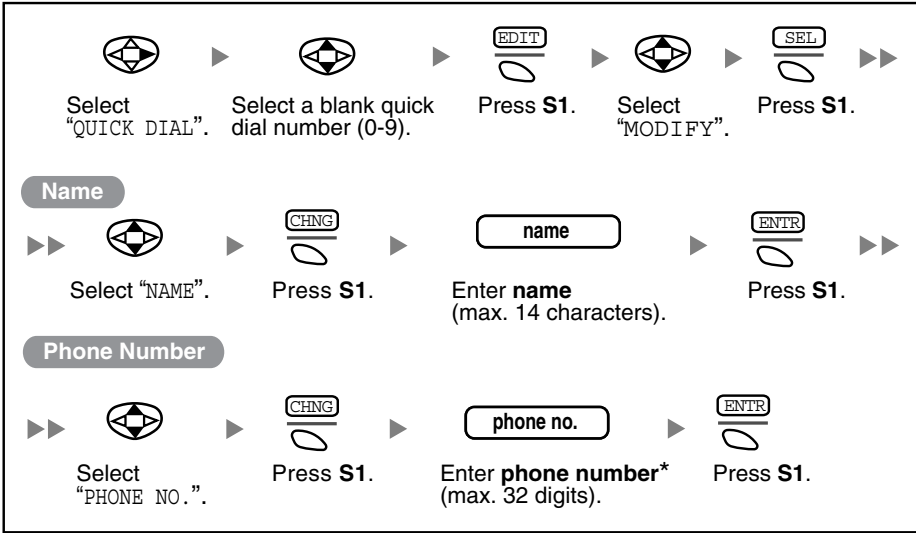 EDIT
SEL
Select
"QUICK DIAL".
Select a blank quick
dial number (0-9).
Press S1.
Select
"MODIFY".
Press S1.
Name
CHNG
name
ENTR
Select "NAME".
Press S1.
Enter name
(max. 14 characters).
Press S1.
Phone Number
CHNG
phone no.
ENTR
Select
"PHONE NO.".
Press S1.
Enter phone number*
(max. 32 digits).
Press S1.